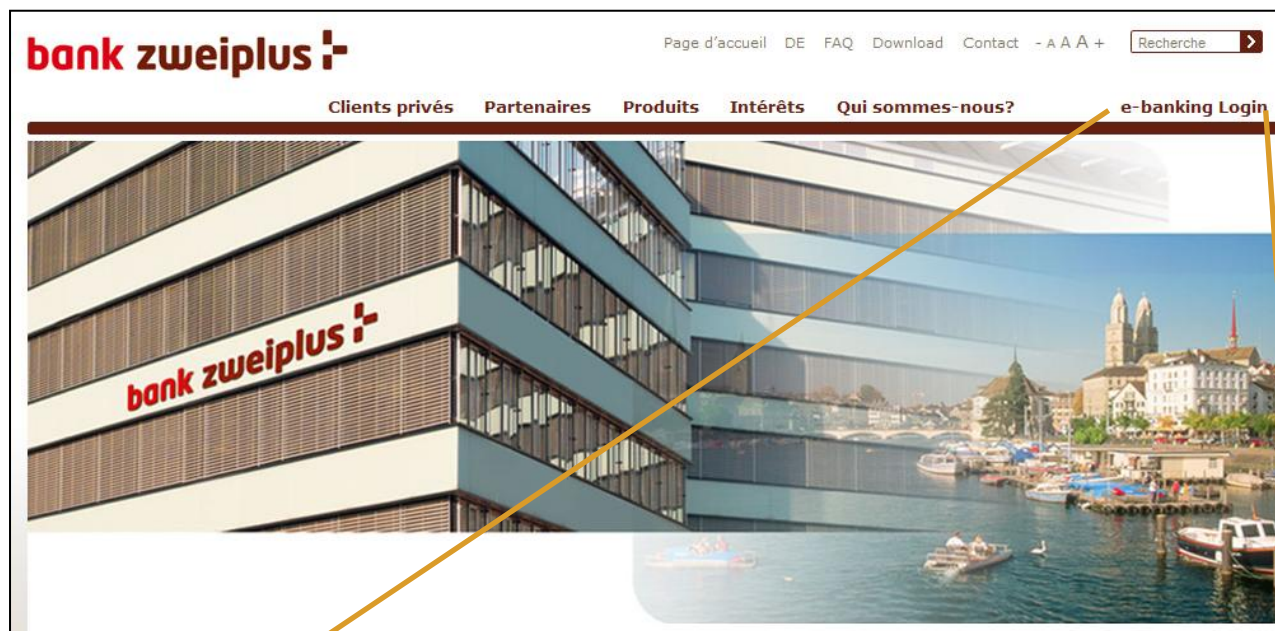 bank zweiplus
Page d'accueil DE FAQ Download Contact - A A A + Recherche
Clients privés Partenaires Produits Intérêts Qui sommes-nous? e-banking Login
bank zweiplus